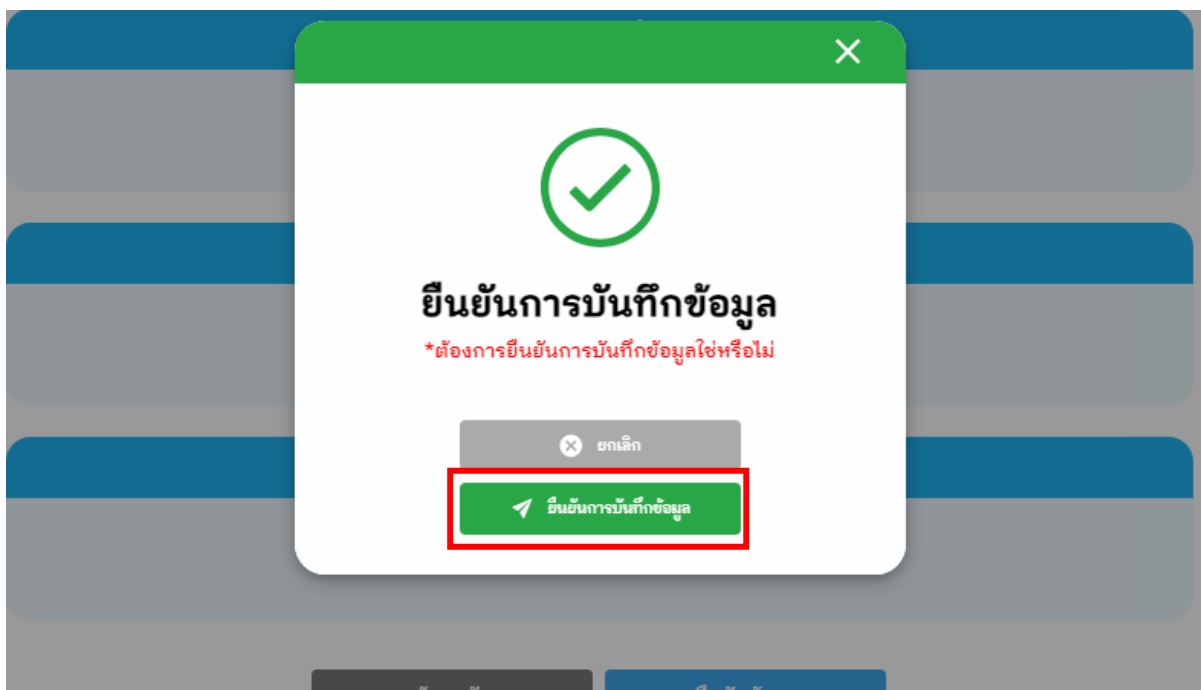 ยืนยันการบันทึกข้อมูล
*ต้องการยืนยันการบันทึกข้อมูลใช่หรือไม่
ยกเลิก
ยืนยันการบันทึกข้อมูล